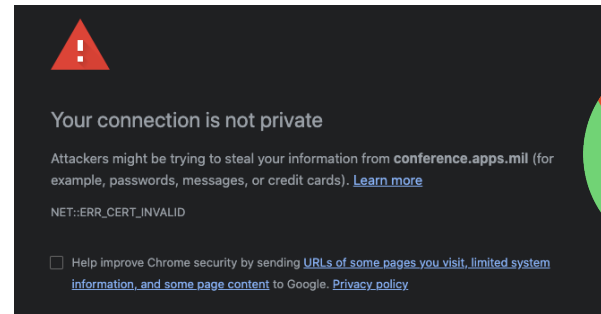 Your connection is not private
Attackers might be trying to steal your information from conference.apps.mil (for
example, passwords, messages, or credit cards). Learn more
NET::ERR_CERT_INVALID
Help improve Chrome security by sending URLs of some pages you visit, limited system
information, and some page content to Google. Privacy policy